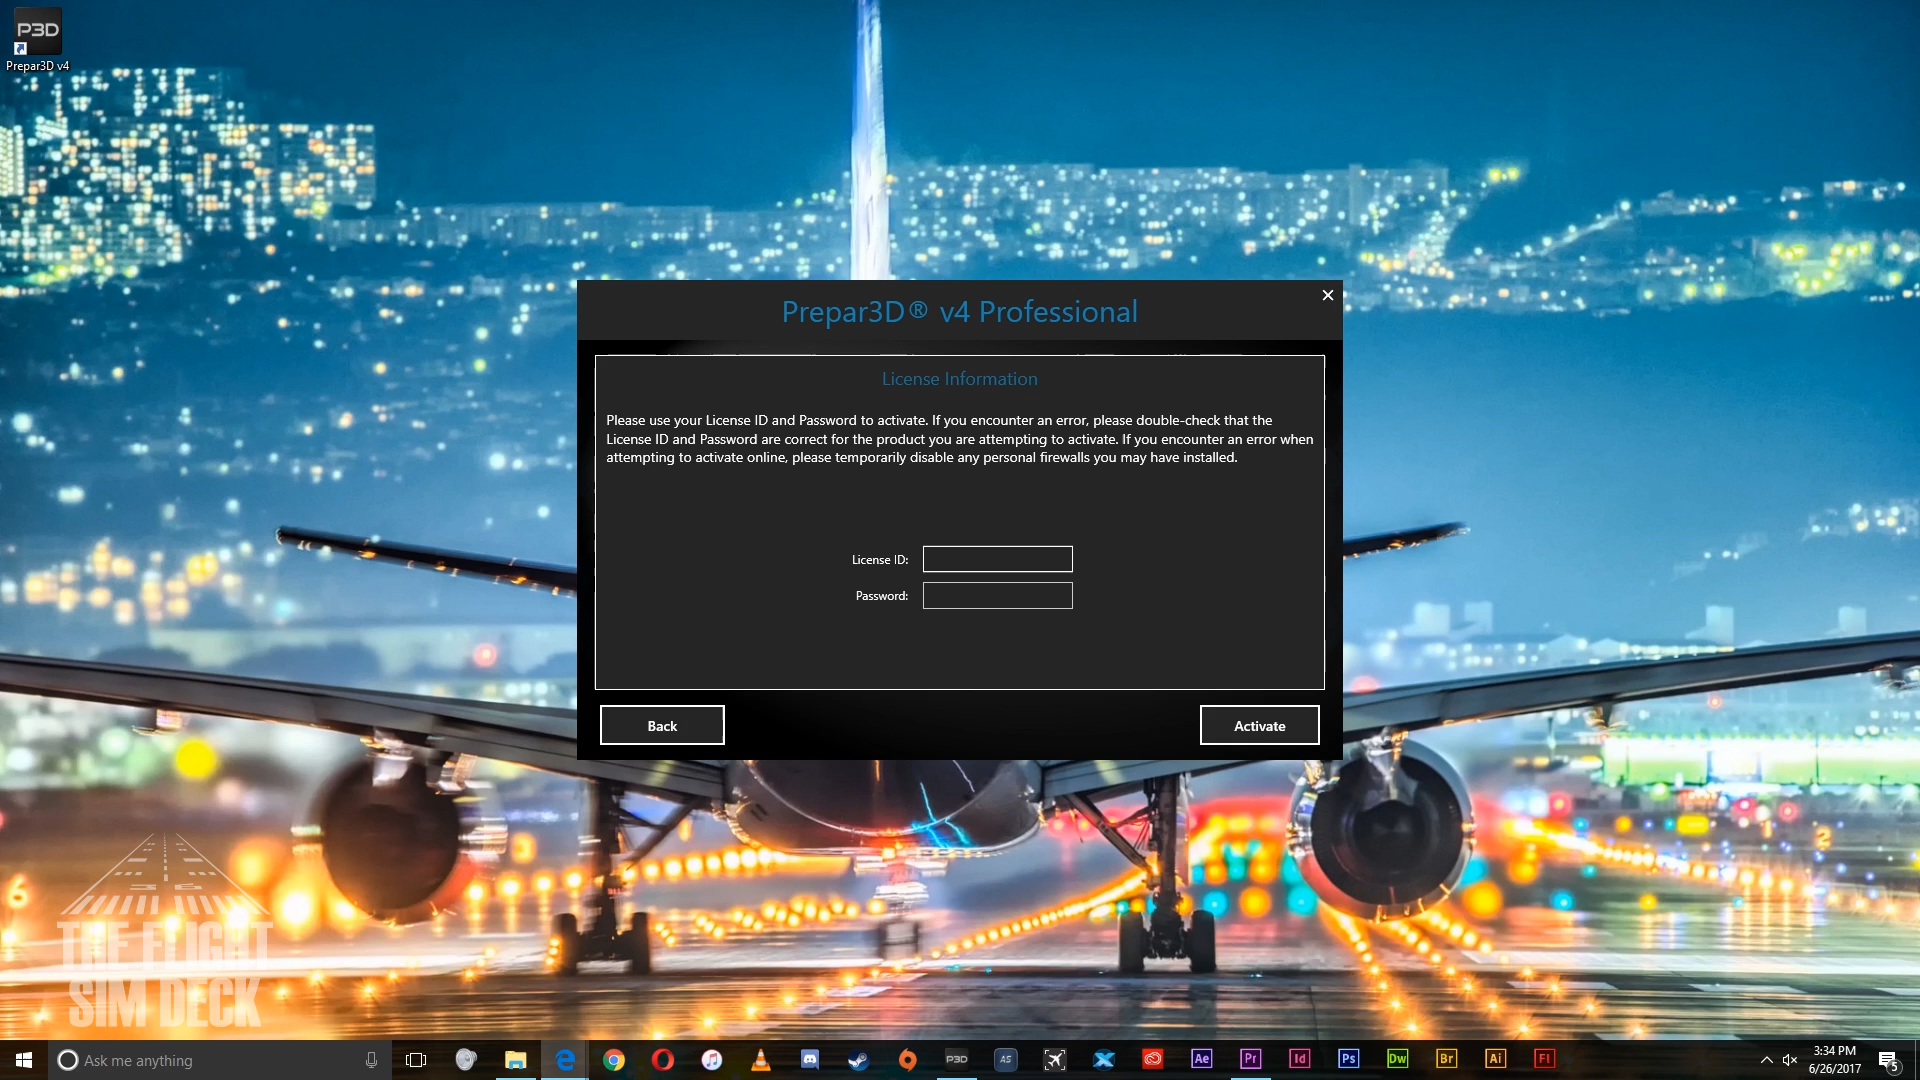 P3D
Prepar3D v4
Prepar3D® v4 Professional
License Information
Please use your License ID and Password to activate. If you encounter an error, please double-check that the
License ID and Password are correct for the product you are attempting to activate. If you encounter an error when
attempting to activate online, please temporarily disable any personal firewalls you may have installed.
License ID:
Password:
Back
Activate
36
THE FLIGHT
SIM DECK
Ask me anything
P3D
AS
Ae
Pr
Id
Ps
Dw
Br
Ai
Fl
3:34 PM
6/26/2017
5